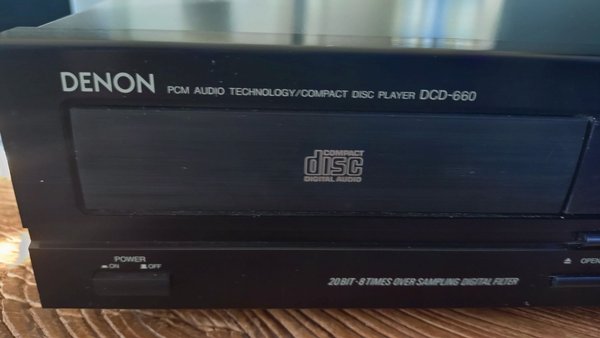 DENON PCM AUDIO TECHNOLOGY/COMPACT DISC PLAYER DCD-660
COMPACT
disc
DIGITAL AUDIO
POWER
ON OFF
20 BIT · 8 TIMES OVER SAMPLING DIGITAL FILTER
OPEN